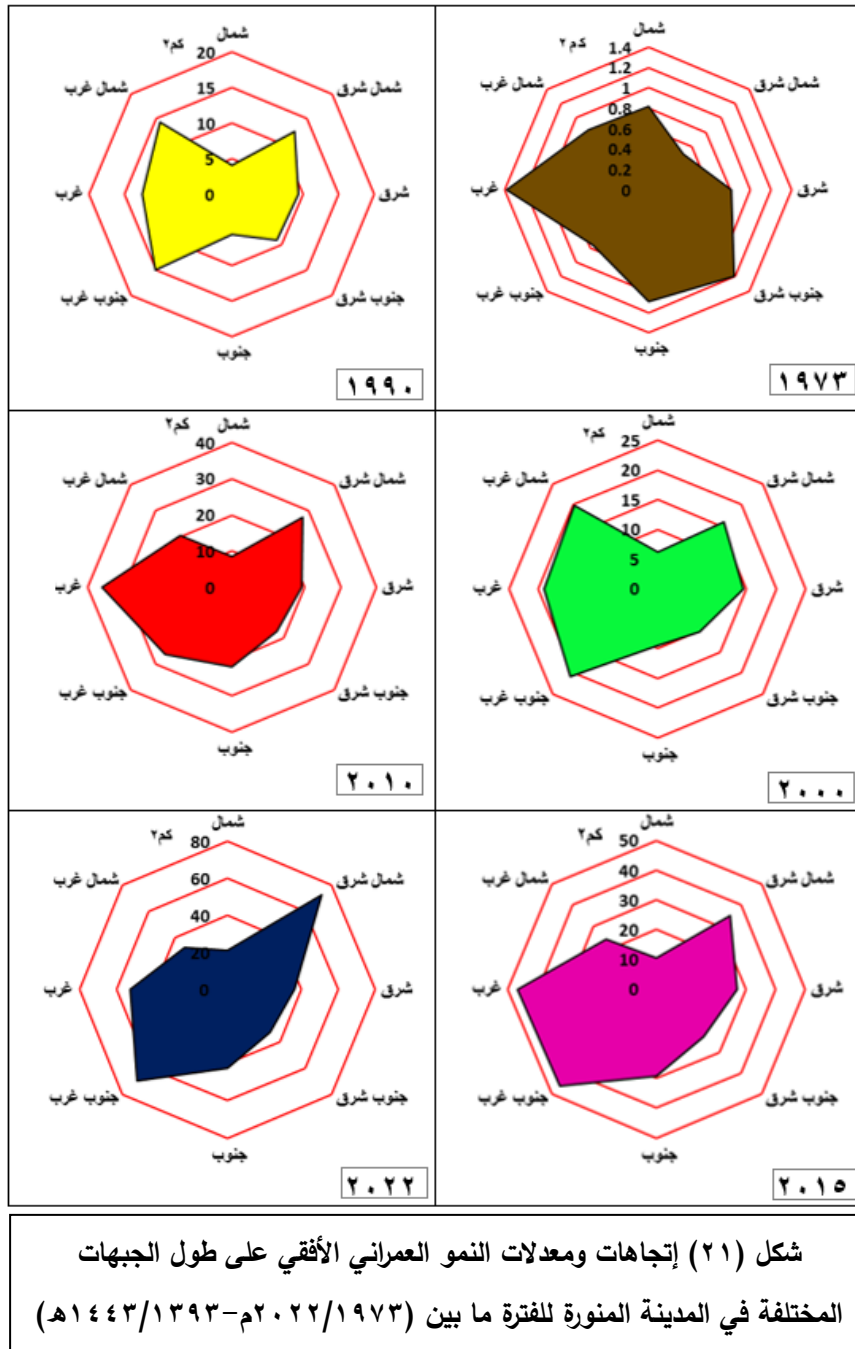 شمال
كم٢
1.4
1.2
1
0.8
0.6
0.4
0.2
0
شمال شرق
شرق
جنوب شرق
جنوب
جنوب غرب
غرب
شمال غرب
١٩٧٣
شمال
كم٢
20
15
10
5
0
شمال شرق
شرق
جنوب شرق
جنوب
جنوب غرب
غرب
شمال غرب
١٩٩٠
شمال
كم٢
25
20
15
10
5
0
شمال شرق
شرق
جنوب شرق
جنوب
جنوب غرب
غرب
شمال غرب
٢٠٠٠
شمال
كم٢
40
30
20
10
0
شمال شرق
شرق
جنوب شرق
جنوب
جنوب غرب
غرب
شمال غرب
٢٠١٠
شمال
كم٢
50
40
30
20
10
0
شمال شرق
شرق
جنوب شرق
جنوب
جنوب غرب
غرب
شمال غرب
٢٠١٥
شمال
كم٢
80
60
40
20
0
شمال شرق
شرق
جنوب شرق
جنوب
جنوب غرب
غرب
شمال غرب
٢٠٢٢
شكل (٢١) إتجاهات ومعدلات النمو العمراني الأفقي على طول الجبهات
المختلفة في المدينة المنورة للفترة ما بين (٢٠٢٢/١٩٧٣م-١٤٤٣/١٣٩٣هـ)